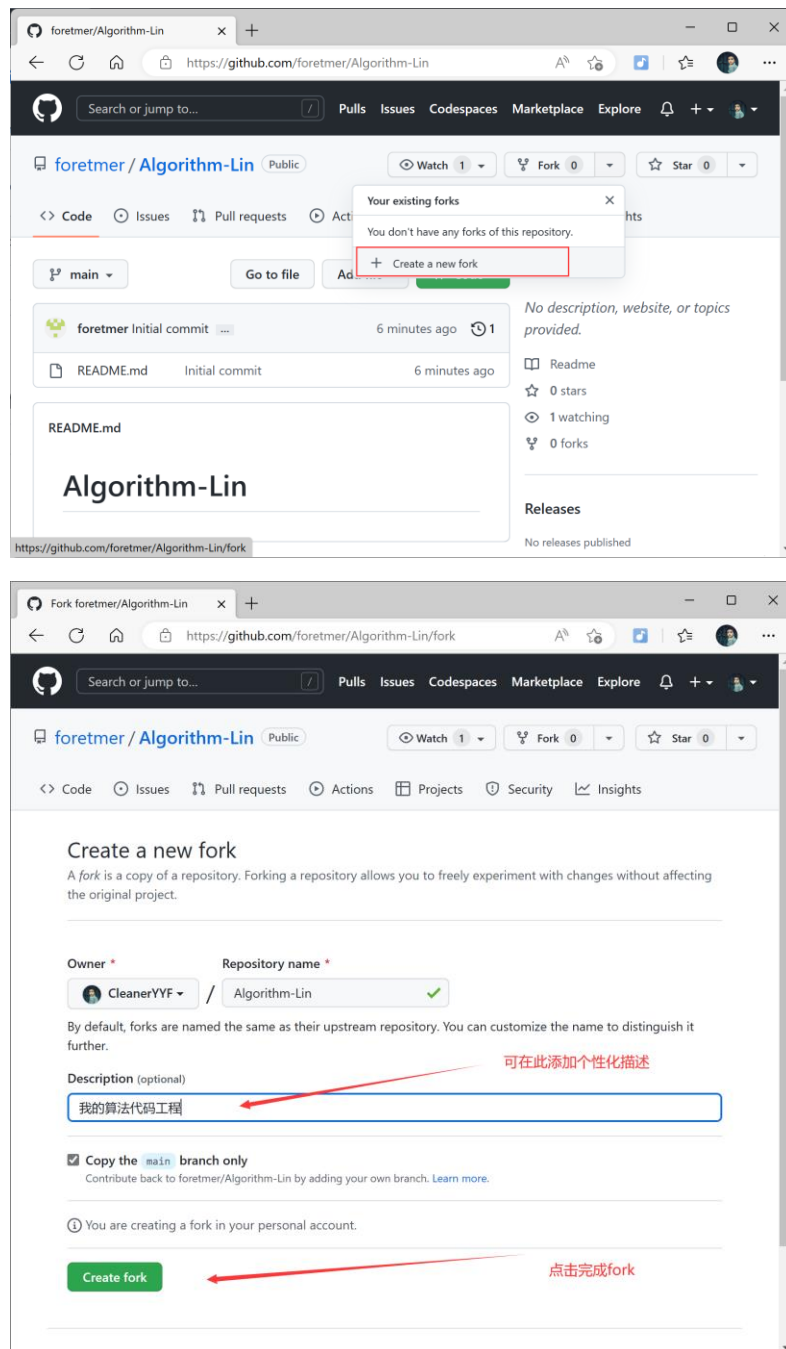 foretmer/Algorithm-Lin
https://github.com/foretmer/Algorithm-Lin
Search or jump to... / Pulls Issues Codespaces Marketplace Explore
foretmer / Algorithm-Lin Public Watch 1 Fork 0 Star 0
Your existing forks
<> Code Issues Pull requests Acti hts
You don't have any forks of this repository.
+ Create a new fork
main Go to file Ad
No description, website, or topics
provided.
foretmer Initial commit ... 6 minutes ago 1
README.md Initial commit 6 minutes ago
Readme
0 stars
1 watching
0 forks
README.md
Algorithm-Lin
Releases
No releases published
https://github.com/foretmer/Algorithm-Lin/fork
Fork foretmer/Algorithm-Lin
https://github.com/foretmer/Algorithm-Lin/fork
Search or jump to... / Pulls Issues Codespaces Marketplace Explore
foretmer / Algorithm-Lin Public Watch 1 Fork 0 Star 0
<> Code Issues Pull requests Actions Projects Security Insights
Create a new fork
A fork is a copy of a repository. Forking a repository allows you to freely experiment with changes without affecting
the original project.
Owner * Repository name *
CleanerYYF / Algorithm-Lin
By default, forks are named the same as their upstream repository. You can customize the name to distinguish it
further.
可在此添加个性化描述
Description (optional)
我的算法代码工程
Copy the main branch only
Contribute back to foretmer/Algorithm-Lin by adding your own branch. Learn more.
You are creating a fork in your personal account.
Create fork
点击完成fork